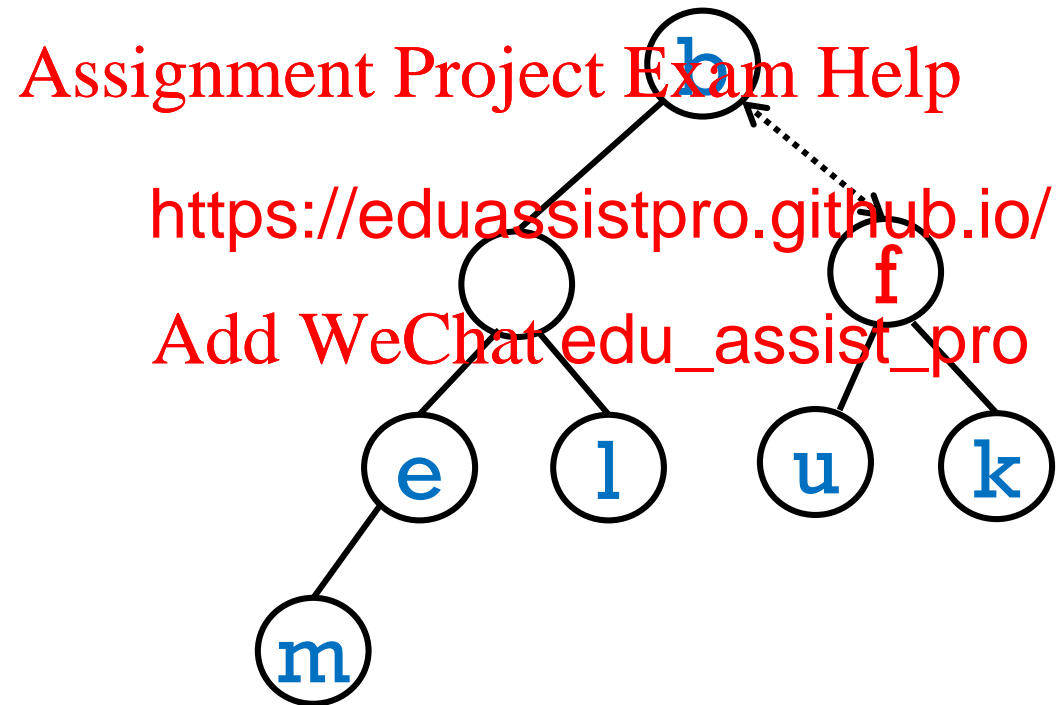 b
Assignment Project Exam Help
https://eduassistpro.github.io/
f
Add WeChat edu_assist_pro
e l u k
m